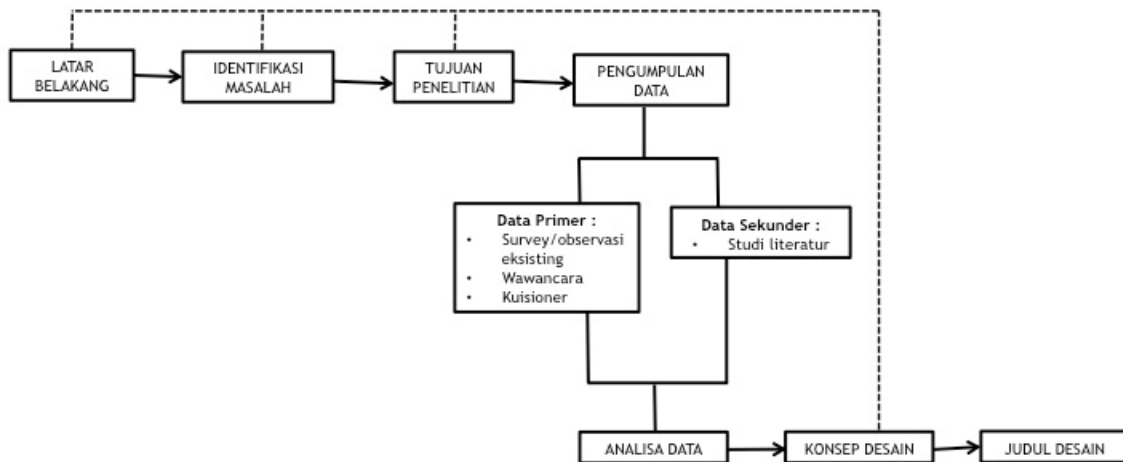 LATAR
BELAKANG
IDENTIFIKASI
MASALAH
TUJUAN
PENELITIAN
PENGUMPULAN
DATA
Data Primer :
• Survey/observasi
eksisting
• Wawancara
• Kuisioner
Data Sekunder :
• Studi literatur
ANALISA DATA
KONSEP DESAIN
JUDUL DESAIN